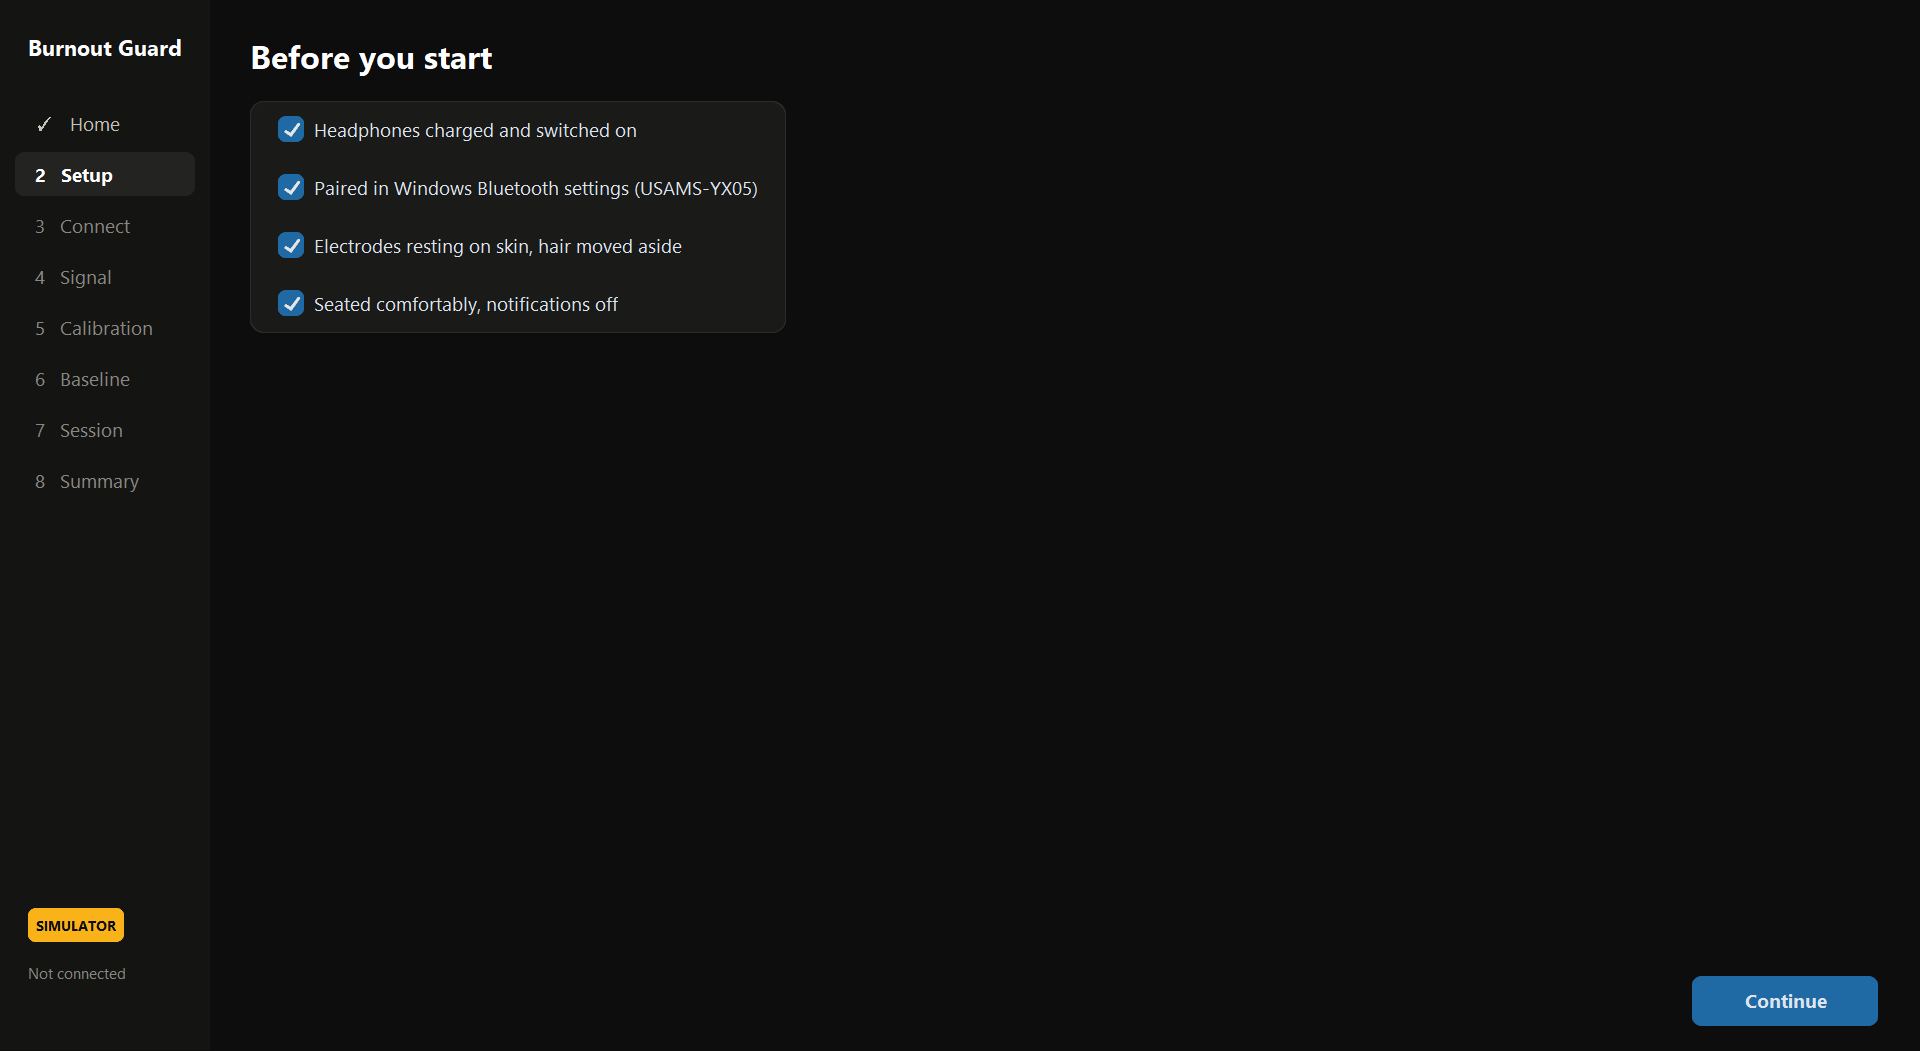 Burnout Guard
✓ Home
2 Setup
3 Connect
4 Signal
5 Calibration
6 Baseline
7 Session
8 Summary
SIMULATOR
Not connected
Before you start
Headphones charged and switched on
Paired in Windows Bluetooth settings (USAMS-YX05)
Electrodes resting on skin, hair moved aside
Seated comfortably, notifications off
Continue